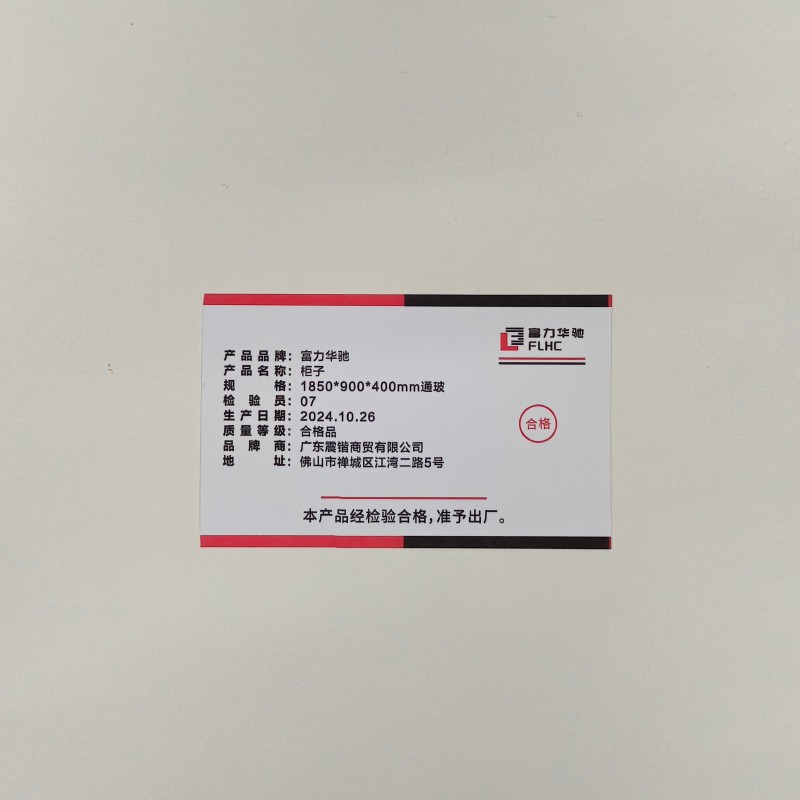 富力华驰
FLHC
产品品牌：富力华驰
产品名称：柜子
规格：1850*900*400mm通玻
检验员：07
生产日期：2024.10.26
质量等级：合格品
品牌商：广东震锴商贸有限公司
地址：佛山市禅城区江湾二路5号
合格
本产品经检验合格，准予出厂。